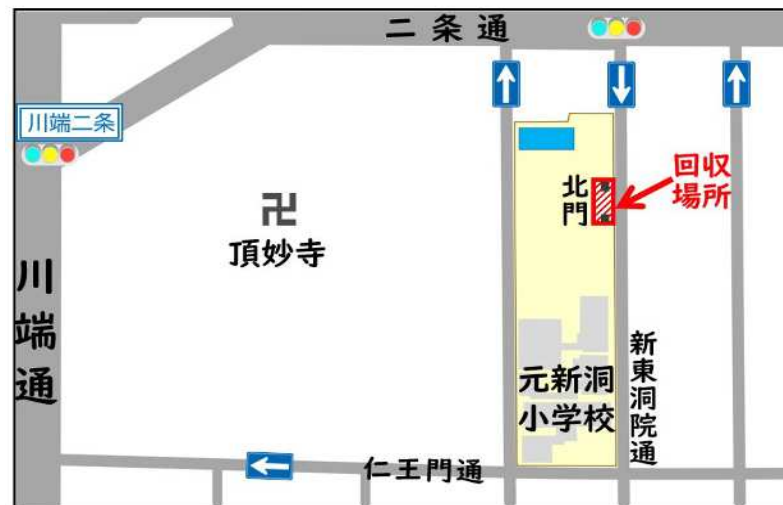 二条通
川端二条
回収
場所
北門
卍
頂妙寺
川端通
新東洞院通
元新洞
小学校
仁王門通